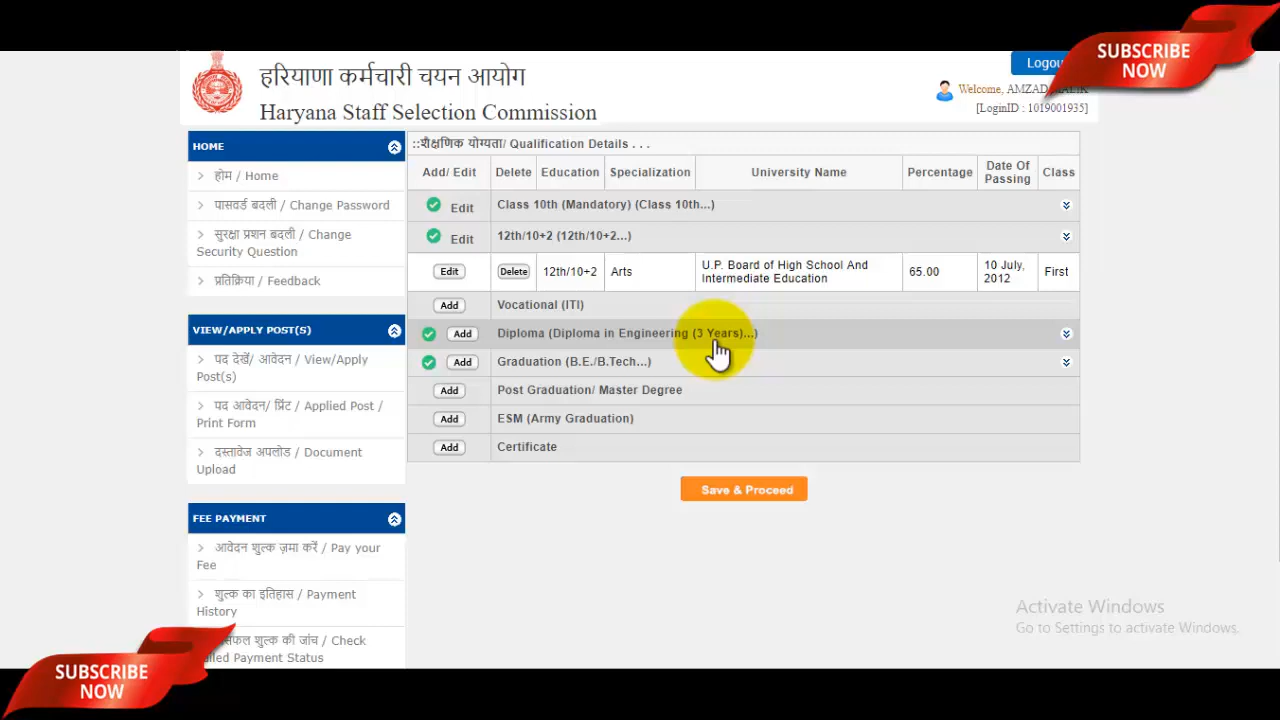 SUBSCRIBE
NOW
हरियाणा कर्मचारी चयन आयोग
Haryana Staff Selection Commission
Welcome, AMZAD
[LoginID : 1019001935]
HOME
होम / Home
पासवर्ड बदली / Change Password
सुरक्षा प्रशन बदली / Change
Security Question
प्रतिक्रिया / Feedback
VIEW/APPLY POST(S)
पद देखें/ आवेदन / View/Apply
Post(s)
पद आवेदन/ प्रिंट / Applied Post /
Print Form
दस्तावेज अपलोड / Document
Upload
FEE PAYMENT
आवेदन शुल्क ज़मा करें / Pay your
Fee
शुल्क का इतिहास / Payment
History
शुल्क की जांच / Check
Payment Status
::शैक्षणिक योग्यता/ Qualification Details . . .
Add/ Edit Delete Education Specialization University Name Percentage Date Of Passing Class
Edit Class 10th (Mandatory) (Class 10th...)
Edit 12th/10+2 (12th/10+2...)
Edit Delete 12th/10+2 Arts U.P. Board of High School And Intermediate Education 65.00 10 July, 2012 First
Add Vocational (ITI)
Add Diploma (Diploma in Engineering (3 Years)...)
Add Graduation (B.E./B.Tech...)
Add Post Graduation/ Master Degree
Add ESM (Army Graduation)
Add Certificate
Save & Proceed
Activate Windows
Go to Settings to activate Windows.
SUBSCRIBE
NOW